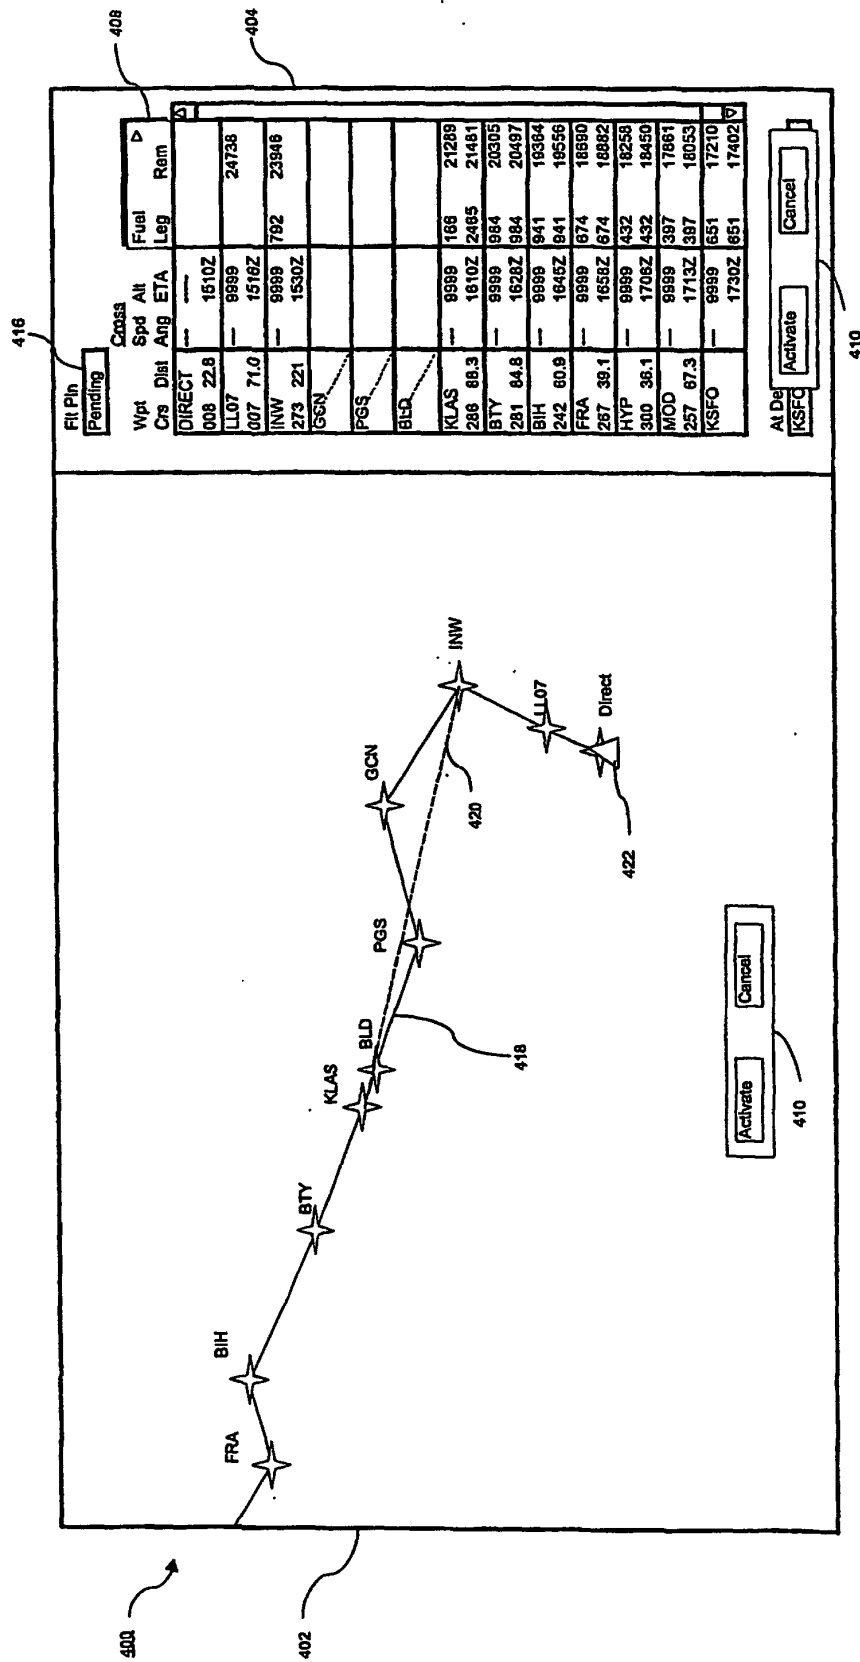 400
402
404
408
416
Flt Pln
Pending
Cross
Wpt Spd Alt Fuel
Crs Dist Ang ETA Leg Rem
DIRECT --- -----
008 22.8 1510Z
LL07 --- 9999 24738
007 71.0 1516Z
INW --- 9999 792 23946
273 221 1530Z
GCN
PGS
BLD
KLAS --- 9999 166 21289
286 88.3 1610Z 2465 21481
BTY --- 9999 984 20305
281 84.8 1628Z 984 20497
BIH --- 9999 941 19364
242 60.9 1645Z 941 19556
FRA --- 9999 674 18690
267 39.1 1658Z 674 18882
HYP --- 9999 432 18258
300 36.1 1706Z 432 18450
MOD --- 9999 397 17861
257 67.3 1713Z 397 18053
KSFO --- 9999 651 17210
1730Z 651 17402
At De
KSFO
Activate Cancel
410
FRA
BIH
BTY
KLAS
BLD
PGS
GCN
INW
LL07
Direct
418
420
422
Activate Cancel
410